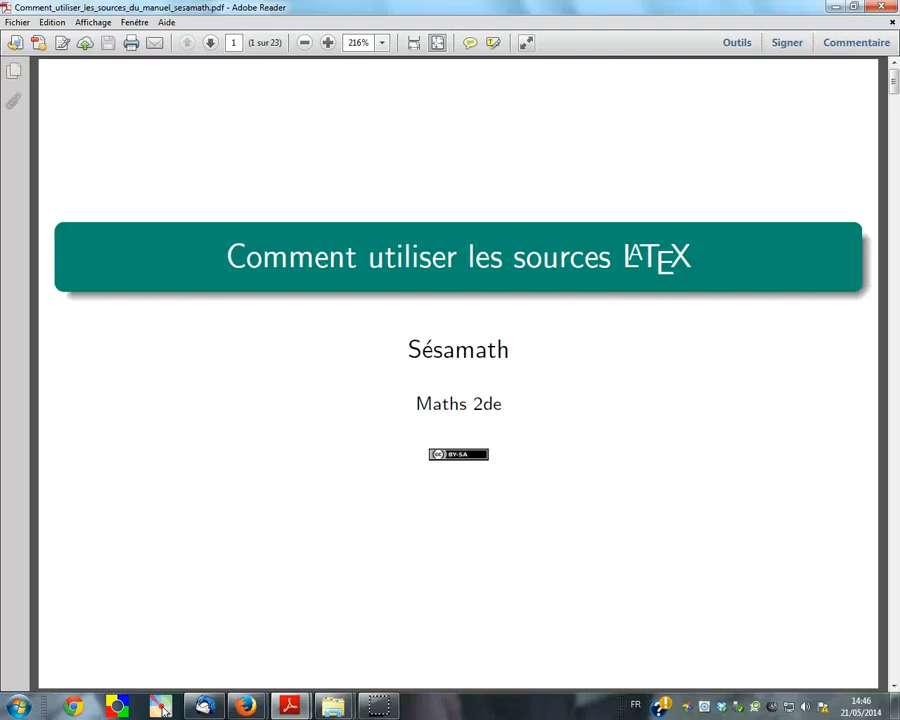 Comment_utiliser_les_sources_du_manuel_sesamath.pdf - Adobe Reader
Fichier Edition Affichage Fenêtre Aide
1 (1 sur 23) 216% Outils Signer Commentaire
Comment utiliser les sources LATEX
Sésamath
Maths 2de
cc BY-SA
FR 14:46
21/05/2014